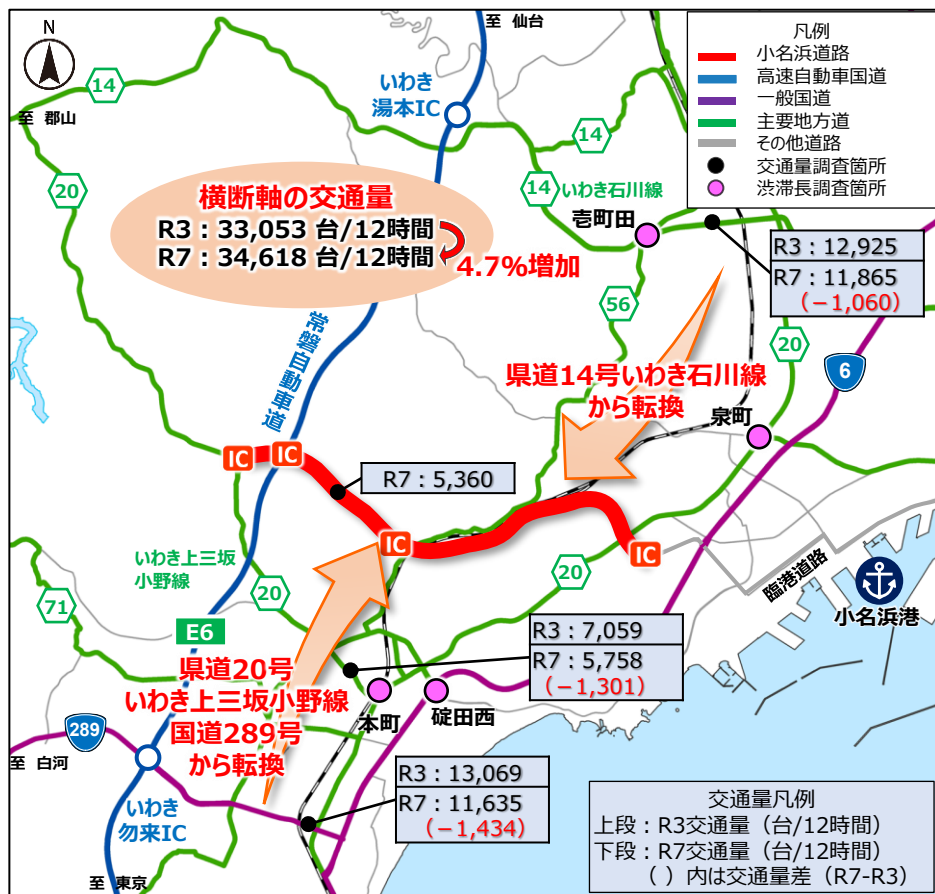 N
至 仙台
凡例
小名浜道路
高速自動車国道
一般国道
主要地方道
その他道路
交通量調査箇所
渋滞長調査箇所
14
至 郡山
いわき
湯本IC
14
20
14
いわき石川線
壱町田
横断軸の交通量
R3:33,053 台/12時間
R7:34,618 台/12時間
4.7%増加
R3:12,925
R7:11,865
(-1,060)
56
常磐自動車道
20
6
県道14号いわき石川線
から転換
泉町
IC
IC
R7:5,360
IC
IC
いわき上三坂
小野線
20
20
臨港道路
小名浜港
71
E6
R3:7,059
R7:5,758
(-1,301)
県道20号
いわき上三坂小野線
国道289号
から転換
本町
碇田西
289
至 白河
いわき
勿来IC
R3:13,069
R7:11,635
(-1,434)
至 東京
交通量凡例
上段:R3交通量(台/12時間)
下段:R7交通量(台/12時間)
( )内は交通量差(R7-R3)